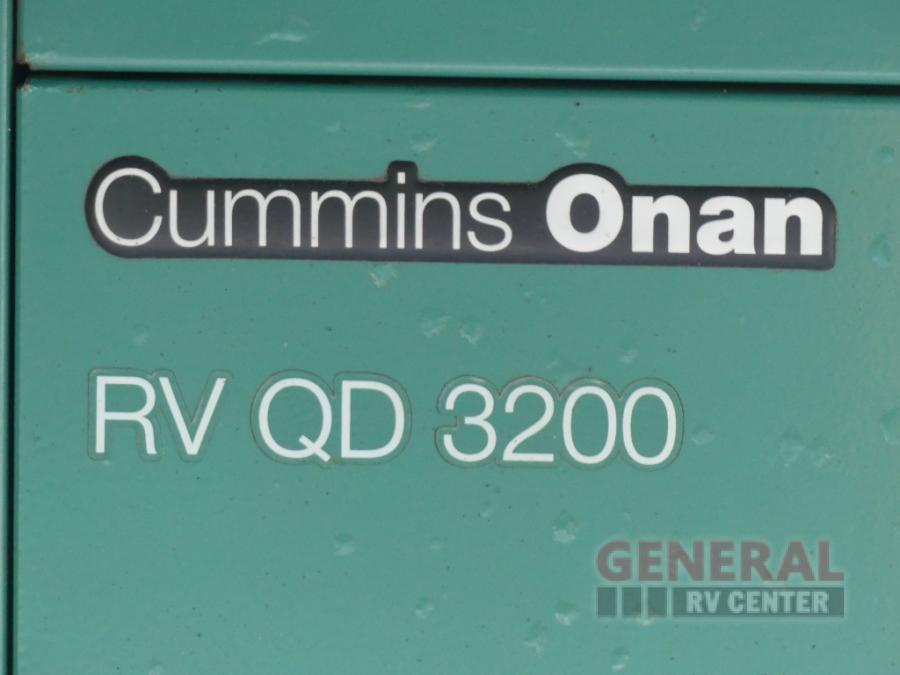 Cummins Onan
RV QD 3200
GENERAL
RV CENTER